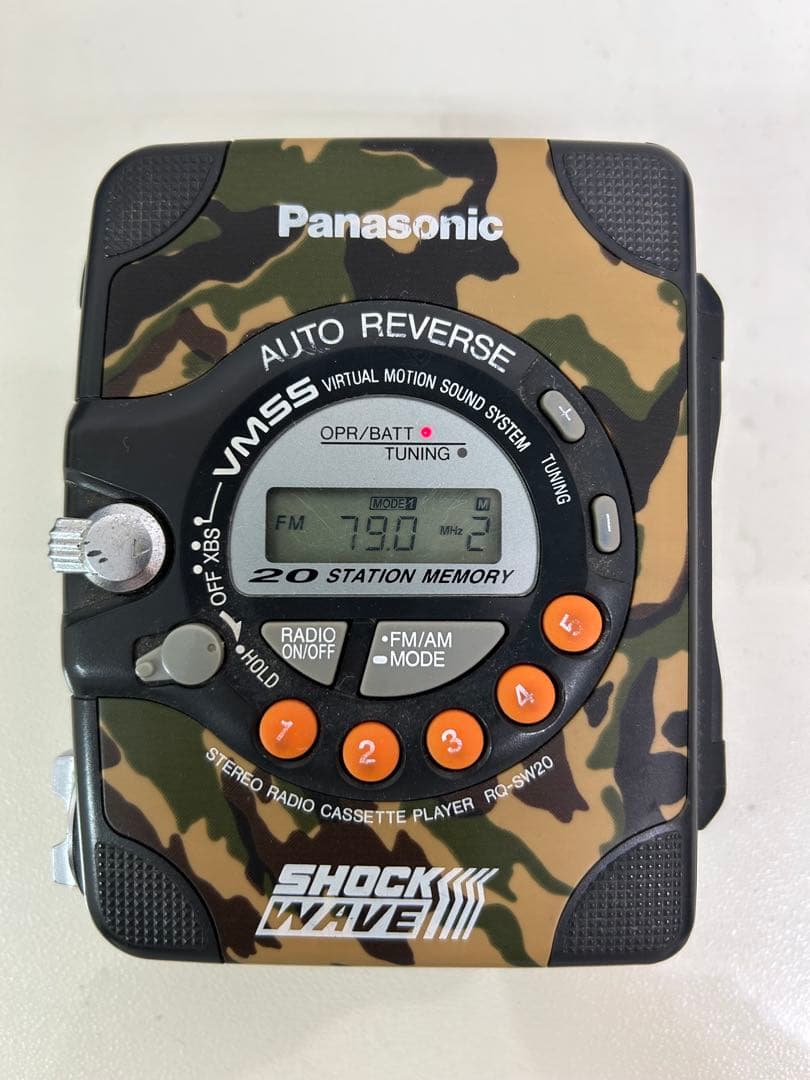 Panasonic
AUTO REVERSE
VMSS VIRTUAL MOTION SOUND SYSTEM
OPR/BATT
TUNING
+
TUNING
−
MODE 1
M
FM 79.0 MHz 2
20 STATION MEMORY
XBS
OFF
HOLD
RADIO
ON/OFF
FM/AM
MODE
1
2
3
4
5
STEREO RADIO CASSETTE PLAYER RQ-SW20
SHOCK
WAVE